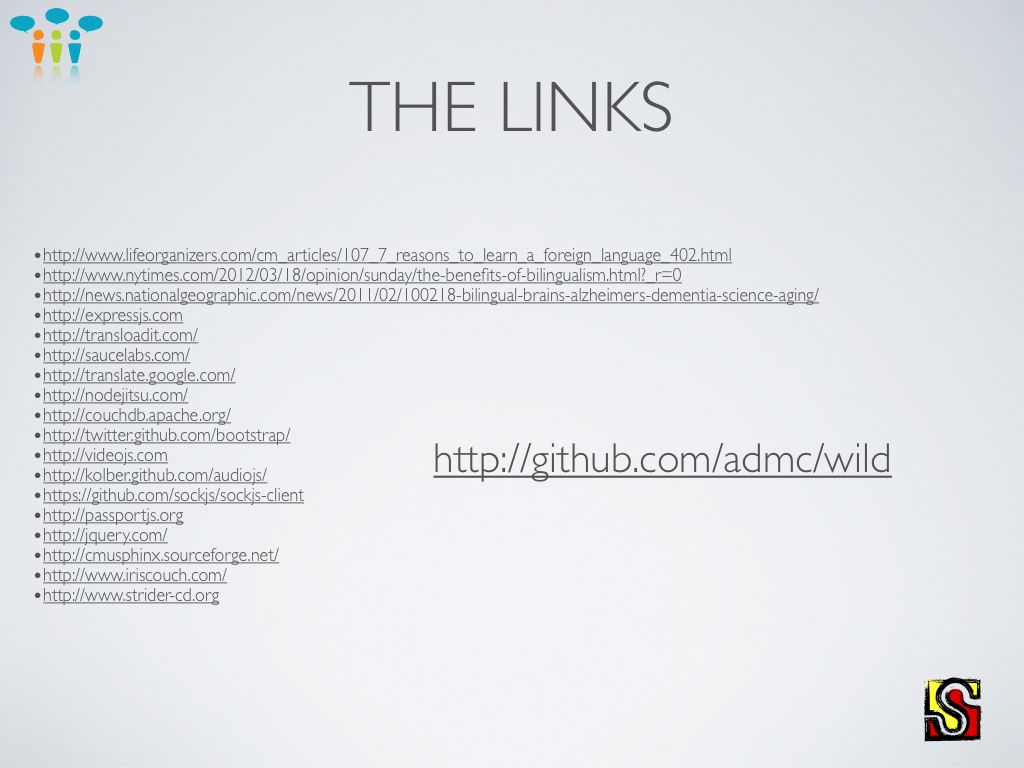 THE LINKS
•http://www.lifeorganizers.com/cm_articles/107_7_reasons_to_learn_a_foreign_language_402.html
•http://www.nytimes.com/2012/03/18/opinion/sunday/the-benefits-of-bilingualism.html?_r=0
•http://news.nationalgeographic.com/news/2011/02/100218-bilingual-brains-alzheimers-dementia-science-aging/
•http://expressjs.com
•http://transloadit.com/
•http://saucelabs.com/
•http://translate.google.com/
•http://nodejitsu.com/
•http://couchdb.apache.org/
•http://twitter.github.com/bootstrap/
•http://videojs.com
•http://kolber.github.com/audiojs/
•https://github.com/sockjs/sockjs-client
•http://passportjs.org
•http://jquery.com/
•http://cmusphinx.sourceforge.net/
•http://www.iriscouch.com/
•http://www.strider-cd.org
http://github.com/admc/wild
S